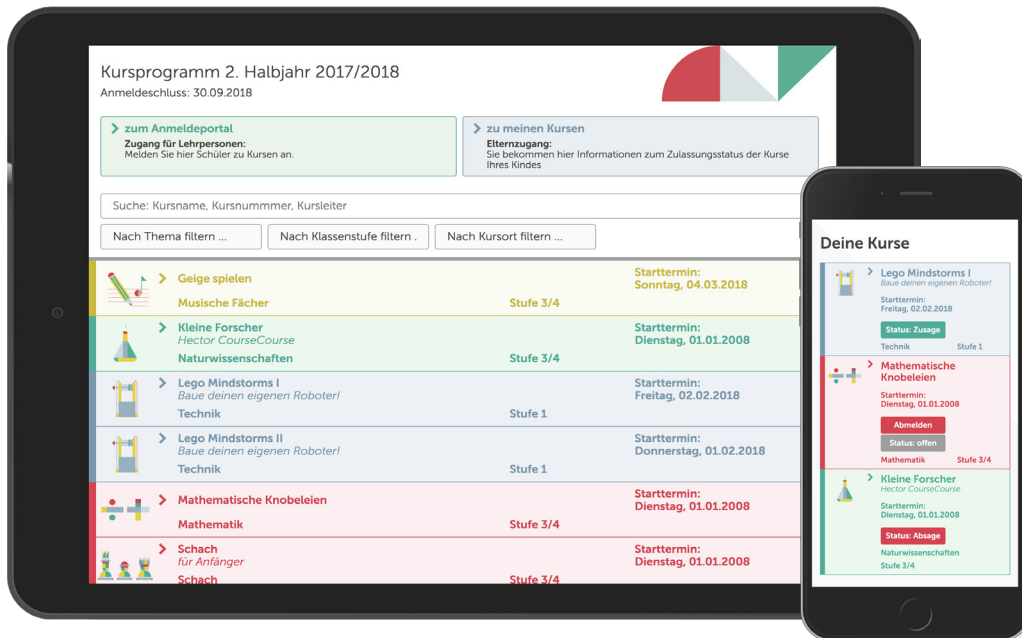 Kursprogramm 2. Halbjahr 2017/2018
Anmeldeschluss: 30.09.2018
zum Anmeldeportal
Zugang für Lehrpersonen:
Melden Sie hier Schüler zu Kursen an.
zu meinen Kursen
Elternzugang:
Sie bekommen hier Informationen zum Zulassungsstatus der Kurse
Ihres Kindes
Suche: Kursname, Kursnummmer, Kursleiter
Nach Thema filtern ...
Nach Klassenstufe filtern .
Nach Kursort filtern ...
Geige spielen
Starttermin:
Sonntag, 04.03.2018
Musische Fächer
Stufe 3/4
Kleine Forscher
Hector CourseCourse
Starttermin:
Dienstag, 01.01.2008
Naturwissenschaften
Stufe 3/4
Lego Mindstorms I
Baue deinen eigenen Roboter!
Starttermin:
Freitag, 02.02.2018
Technik
Stufe 1
Lego Mindstorms II
Baue deinen eigenen Roboter!
Starttermin:
Donnerstag, 01.02.2018
Technik
Stufe 1
Mathematische Knobeleien
Starttermin:
Dienstag, 01.01.2008
Mathematik
Stufe 3/4
Schach
für Anfänger
Starttermin:
Dienstag, 01.01.2008
Schach
Stufe 3/4
Deine Kurse
Lego Mindstorms I
Baue deinen eigenen Roboter!
Starttermin:
Freitag, 02.02.2018
Status: Zusage
Technik
Stufe 1
Mathematische
Knobeleien
Starttermin:
Dienstag, 01.01.2008
Abmelden
Status: offen
Mathematik
Stufe 3/4
Kleine Forscher
Hector CourseCourse
Starttermin:
Dienstag, 01.01.2008
Status: Absage
Naturwissenschaften
Stufe 3/4